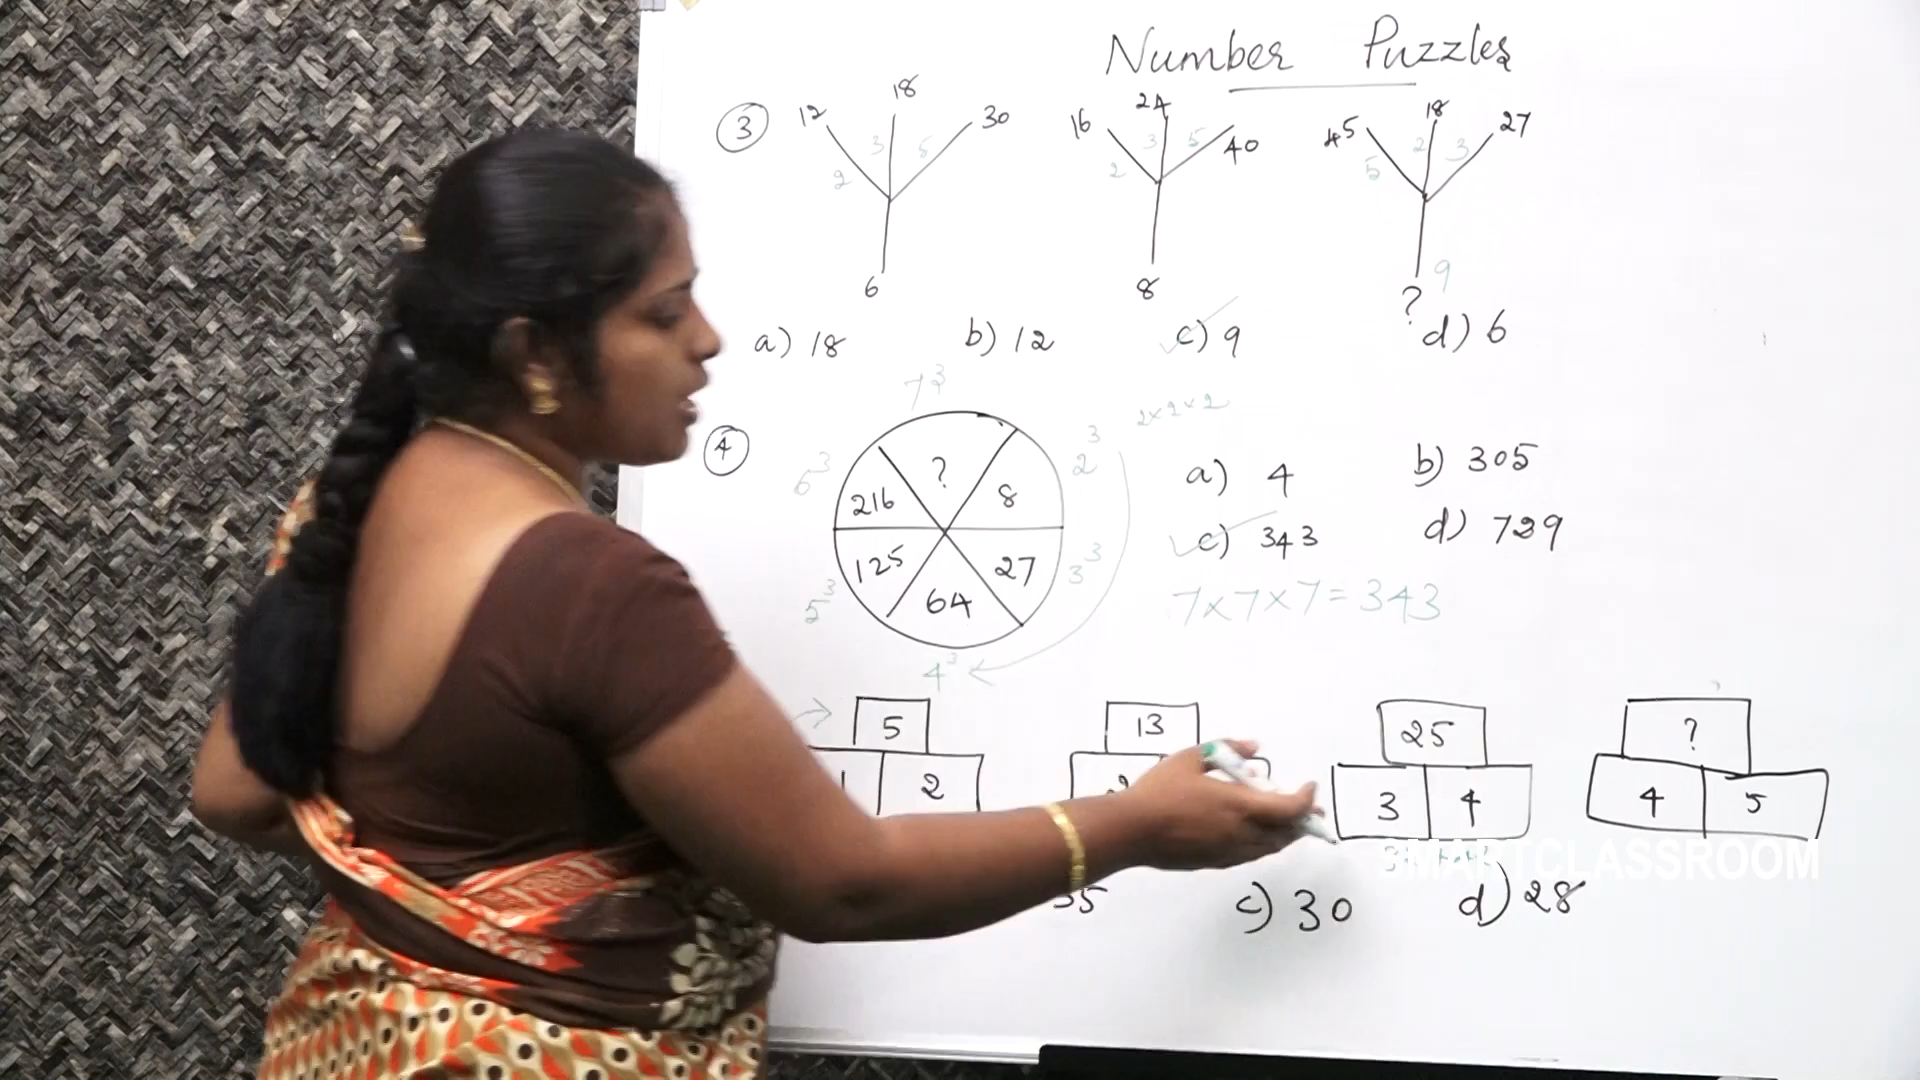 Number Puzzles
3 12 18 30 16 24 40 45 18 27
2 3 5 2 3 5 5 2 3
6 8 ? 9
a) 18 b) 12 c) 9 d) 6
7³
2×2×2
4 ? 8 27 64 125 216
2³ 3³ 4³ 5³ 6³
a) 4 b) 305
c) 343 d) 729
7×7×7=343
5 13 25 ?
1 2 2 3 4 4 5
SMARTCLASSROOM
35 c) 30 d) 28